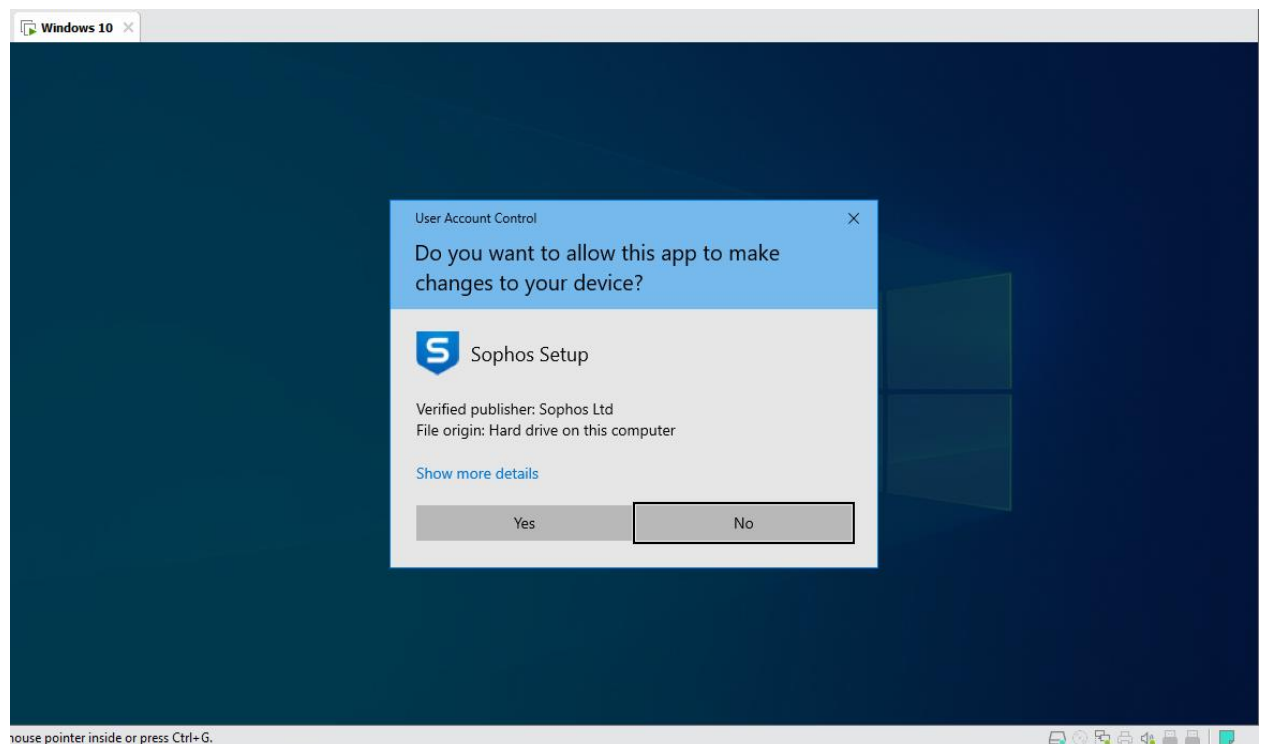 Windows 10
User Account Control
Do you want to allow this app to make
changes to your device?
S
Sophos Setup
Verified publisher: Sophos Ltd
File origin: Hard drive on this computer
Show more details
Yes
No
pointer inside or press Ctrl+G.